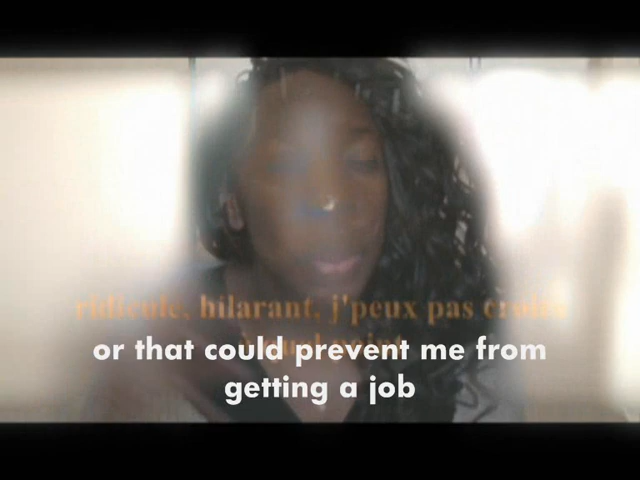 ridicule, hilarant, j'peux pas croire
or that could prevent me from
getting a job